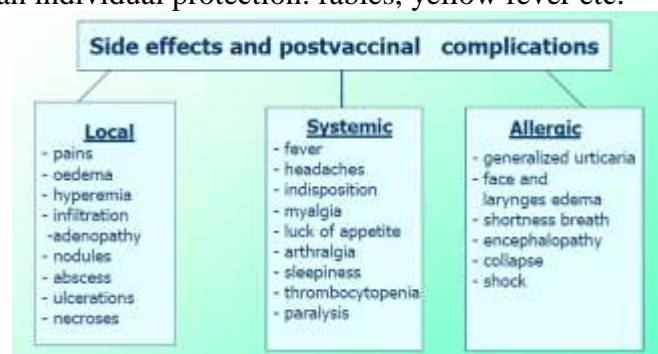 an individual protection: rabies, yellow fever etc.
Side effects and postvaccinal complications
Local
- pains
- oedema
- hyperemia
- infiltration
-adenopathy
- nodules
- abscess
- ulcerations
- necroses
Systemic
- fever
- headaches
- indisposition
- myalgia
- luck of appetite
- arthralgia
- sleepiness
- thrombocytopenia
- paralysis
Allergic
- generalized urticaria
- face and
larynges edema
- shortness breath
- encephalopathy
- collapse
- shock